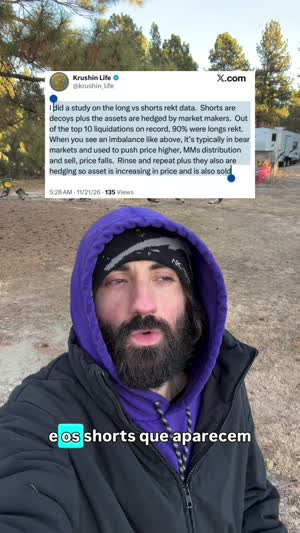 Krushin Life
@krushin_life
X.com
I did a study on the long vs shorts rekt data. Shorts are
decoys plus the assets are hedged by market makers. Out
of the top 10 liquidations on record, 90% were longs rekt.
When you see an imbalance like above, it's typically in bear
markets and used to push price higher, MMs distribution
and sell, price falls. Rinse and repeat plus they also are
hedging so asset is increasing in price and is also sold
5:28 AM · 11/21/26 · 135 Views
e os shorts que aparecem